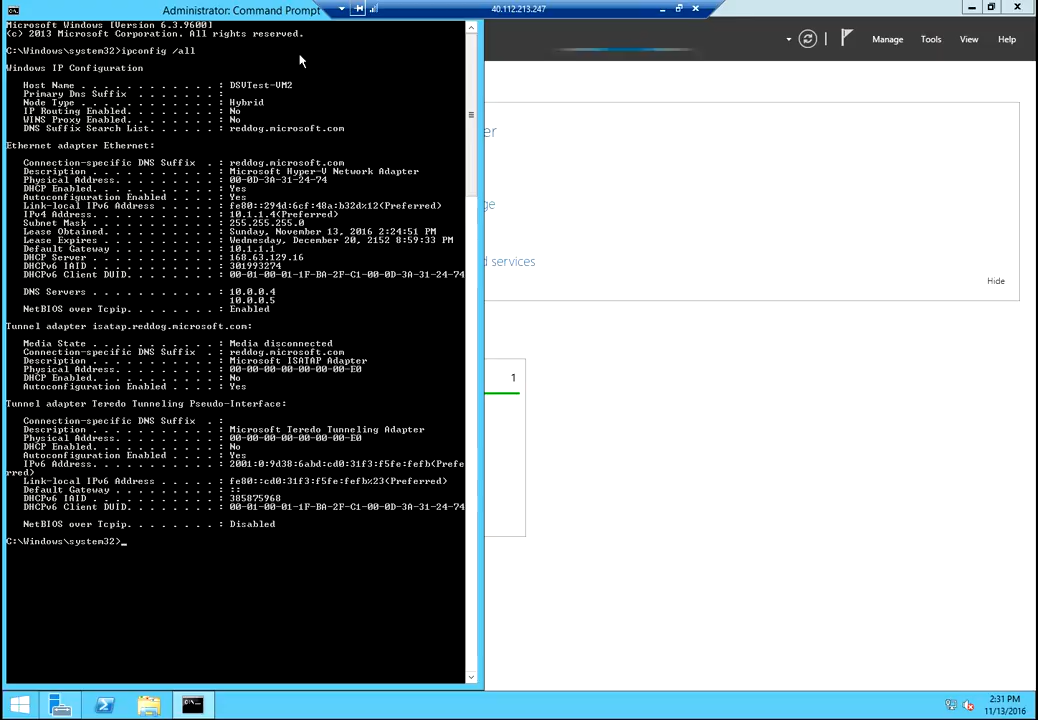 Administrator: Command Prompt
40.112.213.247
Microsoft Windows [Version 6.3.9600]
(c) 2013 Microsoft Corporation. All rights reserved.
C:\Windows\system32>ipconfig /all
Windows IP Configuration
Host Name . . . . . . . . . . . . : DSVTest-VM2
Primary Dns Suffix . . . . . . . :
Node Type . . . . . . . . . . . . : Hybrid
IP Routing Enabled. . . . . . . . : No
WINS Proxy Enabled. . . . . . . . : No
DNS Suffix Search List. . . . . . : reddog.microsoft.com
Ethernet adapter Ethernet:
Connection-specific DNS Suffix . : reddog.microsoft.com
Description . . . . . . . . . . . : Microsoft Hyper-V Network Adapter
Physical Address. . . . . . . . . : 00-0D-3A-31-24-74
DHCP Enabled. . . . . . . . . . . : Yes
Autoconfiguration Enabled . . . . : Yes
Link-local IPv6 Address . . . . . : fe80::294d:6cf:48a:b32d%12(Preferred)
IPv4 Address. . . . . . . . . . . : 10.1.1.4(Preferred)
Subnet Mask . . . . . . . . . . . : 255.255.255.0
Lease Obtained. . . . . . . . . . : Sunday, November 13, 2016 2:24:51 PM
Lease Expires . . . . . . . . . . : Wednesday, December 20, 2152 8:59:33 PM
Default Gateway . . . . . . . . . : 10.1.1.1
DHCP Server . . . . . . . . . . . : 168.63.129.16
DHCPv6 IAID . . . . . . . . . . . : 301993274
DHCPv6 Client DUID. . . . . . . . : 00-01-00-01-1F-BA-2F-C1-00-0D-3A-31-24-74
DNS Servers . . . . . . . . . . . : 10.0.0.4
10.0.0.5
NetBIOS over Tcpip. . . . . . . . : Enabled
Tunnel adapter isatap.reddog.microsoft.com:
Media State . . . . . . . . . . . : Media disconnected
Connection-specific DNS Suffix . : reddog.microsoft.com
Description . . . . . . . . . . . : Microsoft ISATAP Adapter
Physical Address. . . . . . . . . : 00-00-00-00-00-00-00-E0
DHCP Enabled. . . . . . . . . . . : No
Autoconfiguration Enabled . . . . : Yes
Tunnel adapter Teredo Tunneling Pseudo-Interface:
Connection-specific DNS Suffix . :
Description . . . . . . . . . . . : Microsoft Teredo Tunneling Adapter
Physical Address. . . . . . . . . : 00-00-00-00-00-00-00-E0
DHCP Enabled. . . . . . . . . . . : No
Autoconfiguration Enabled . . . . : Yes
IPv6 Address. . . . . . . . . . . : 2001:0:9d38:6abd:cd0:31f3:f5fe:fefb(Prefe
rred)
Link-local IPv6 Address . . . . . : fe80::cd0:31f3:f5fe:fefb%23(Preferred)
Default Gateway . . . . . . . . . : ::
DHCPv6 IAID . . . . . . . . . . . : 385875968
DHCPv6 Client DUID. . . . . . . . : 00-01-00-01-1F-BA-2F-C1-00-0D-3A-31-24-74
NetBIOS over Tcpip. . . . . . . . : Disabled
C:\Windows\system32>_
Manage Tools View Help
er
ge
d services
Hide
1
2:31 PM
11/13/2016